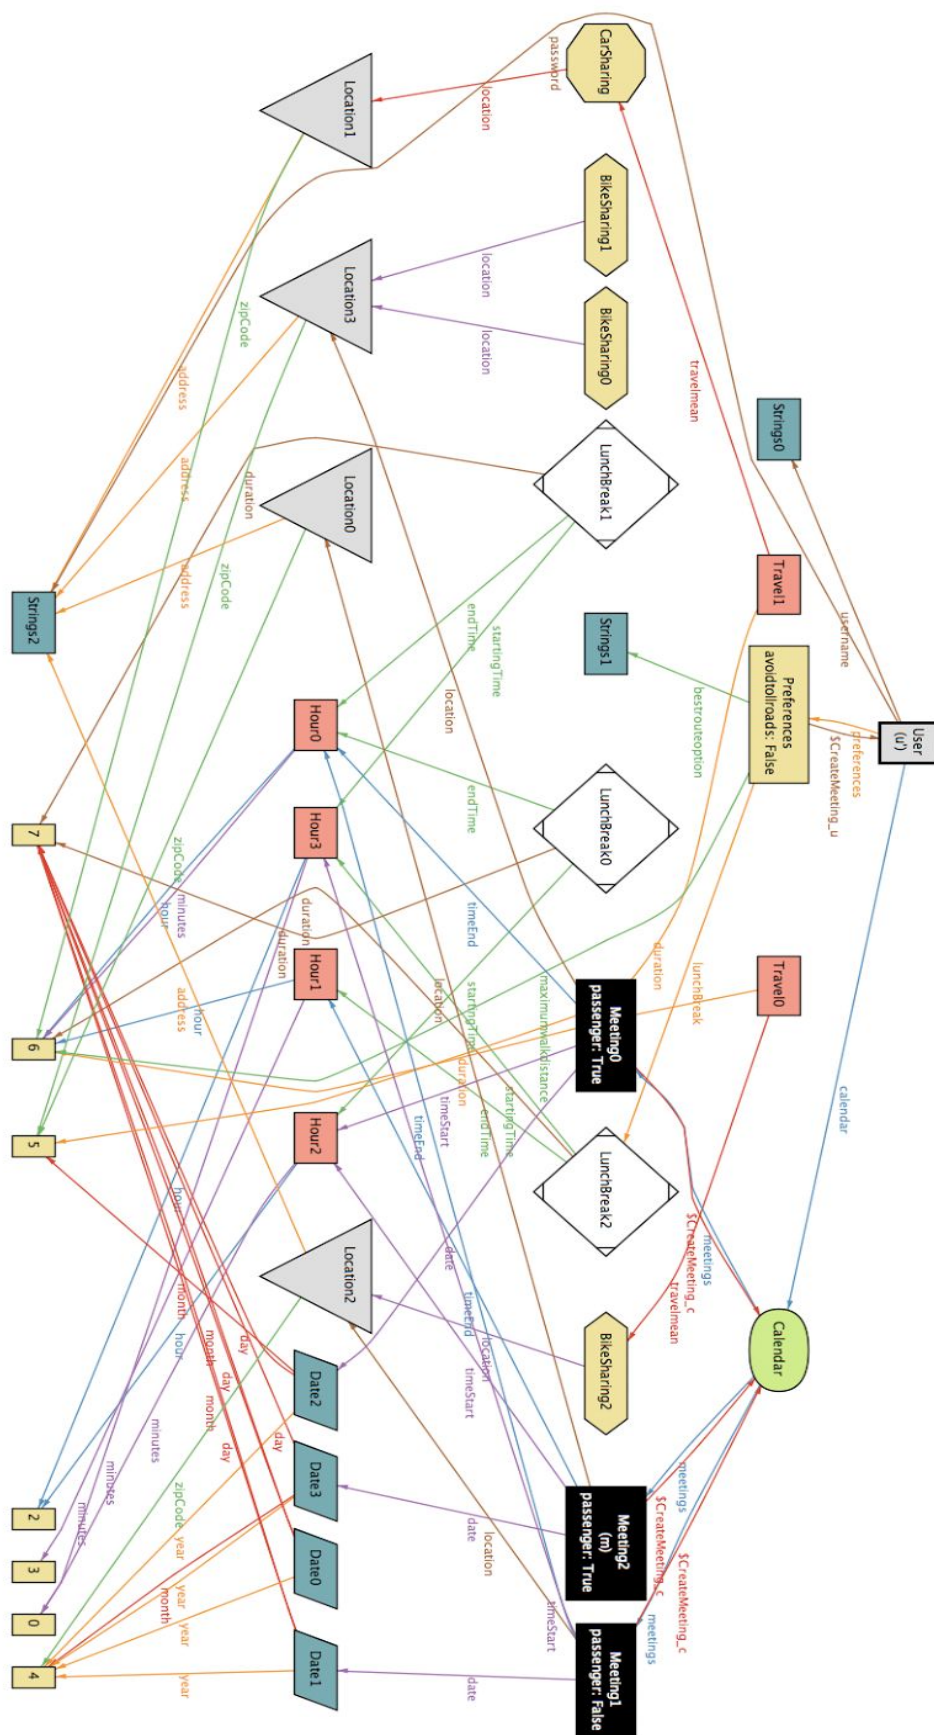 User
(u')
preferences
$CreateMeeting_u
username
calendar
Strings0
Travel1
Preferences
avoidtollroads: False
Travel0
Calendar
password
travelmean
bestrouteoption
lunchBreak
duration
maximumwalkdistance
meetings
$CreateMeeting_c
travelmean
meetings
$CreateMeeting_c
$CreateMeeting_c
meetings
CarSharing
BikeSharing1
BikeSharing0
LunchBreak1
Strings1
LunchBreak0
Meeting0
passenger: True
LunchBreak2
BikeSharing2
Meeting2
(m)
passenger: True
Meeting1
passenger: False
location
location
location
startingTime
endTime
location
endTime
timeEnd
location
startingTime
duration
timeStart
timeEnd
startingTime
endTime
date
timeEnd
location
timeStart
date
location
timeStart
date
Location1
Location3
Location0
Hour0
Hour3
Hour1
Hour2
Location2
Date2
Date3
Date0
Date1
zipCode
address
address
duration
zipCode
address
zipCode
minutes
hour
duration
duration
address
hour
hour
month
hour
minutes
minutes
minutes
day
month
day
month
day
day
zipCode
year
year
month
year
year
Strings2
7
6
5
2
3
0
4